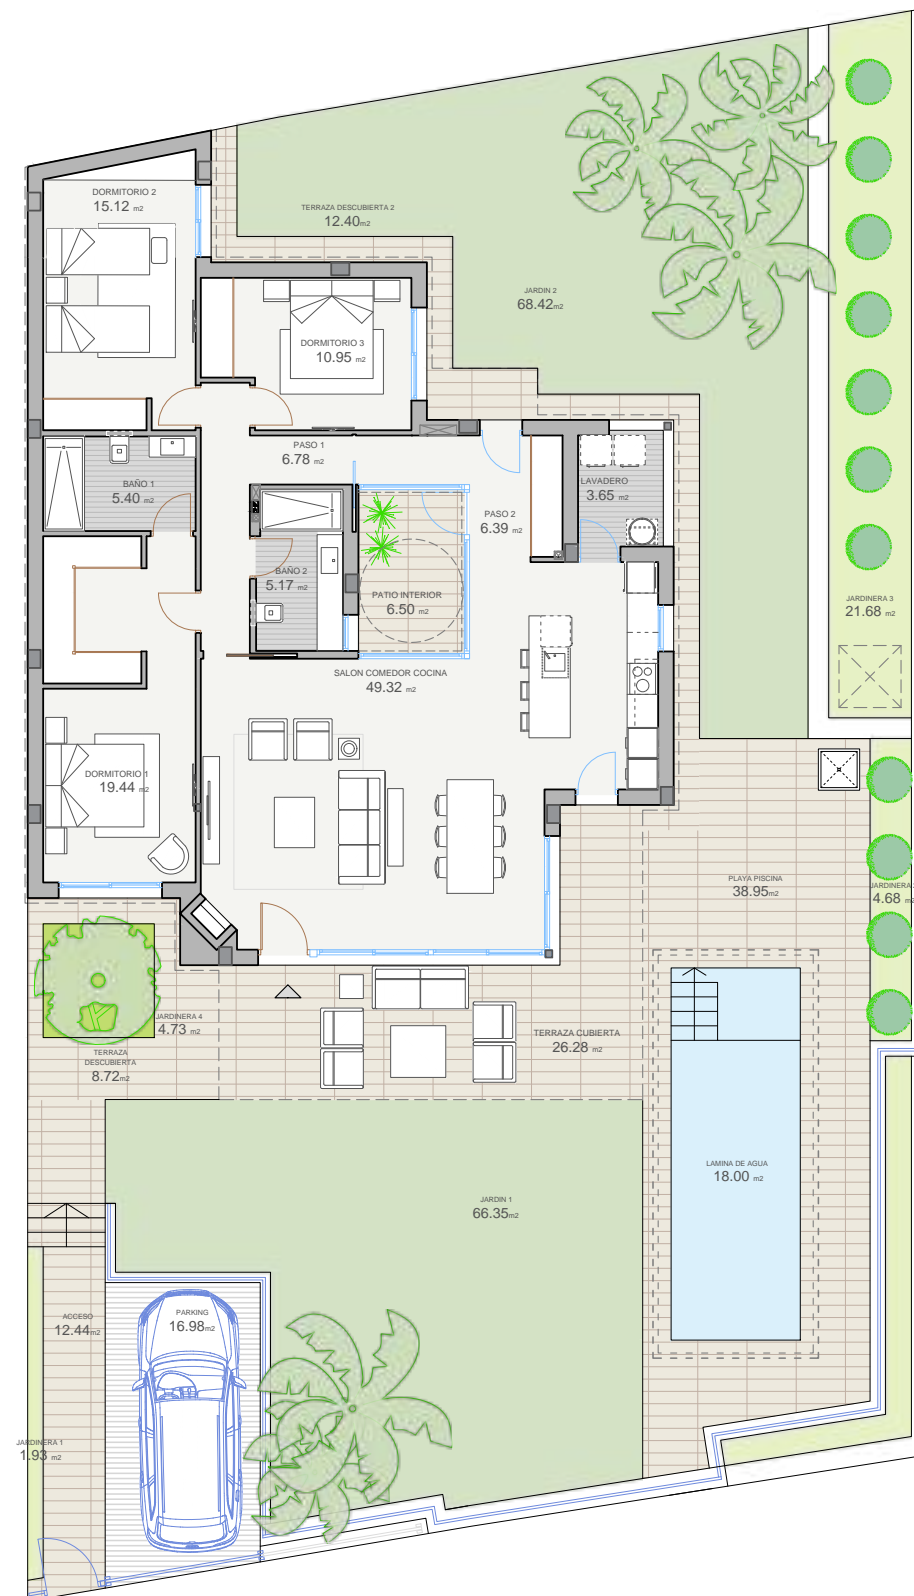 DORMITORIO 2
15.12 m2
TERRAZA DESCUBIERTA 2
12.40m2
JARDIN 2
68.42m2
DORMITORIO 3
10.95 m2
PASO 1
6.78 m2
BAÑO 1
5.40 m2
LAVADERO
3.65 m2
PASO 2
6.39 m2
BAÑO 2
5.17 m2
PATIO INTERIOR
6.50 m2
JARDINERA 3
21.68 m2
SALON COMEDOR COCINA
49.32 m2
DORMITORIO 1
19.44 m2
PLAYA PISCINA
38.95m2
JARDINERA
4.68 m2
JARDINERA 4
4.73 m2
TERRAZA CUBIERTA
26.28 m2
TERRAZA
DESCUBIERTA
8.72m2
LAMINA DE AGUA
18.00 m2
JARDIN 1
66.35m2
ACCESO
12.44m2
PARKING
16.98m2
JARDINERA 1
1.93 m2